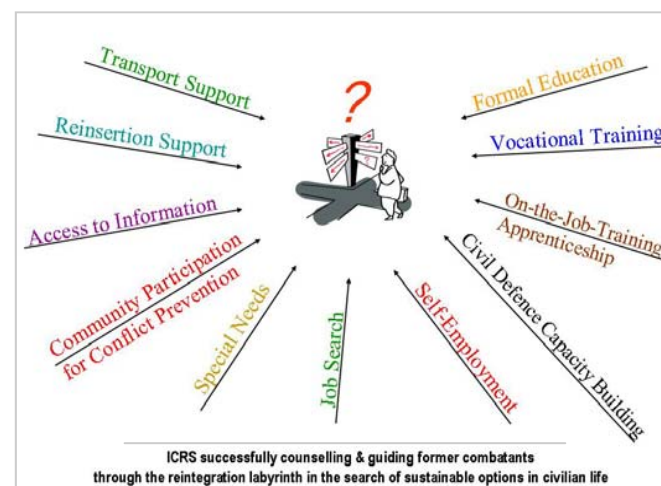 Transport Support
Reinsertion Support
Access to Information
Community Participation
for Conflict Prevention
Special Needs
Job Search
Self-Employment
Civil Defence Capacity Building
On-the-Job-Training
Apprenticeship
Vocational Training
Formal Education
?
ICRS successfully counselling & guiding former combatants
through the reintegration labyrinth in the search of sustainable options in civilian life